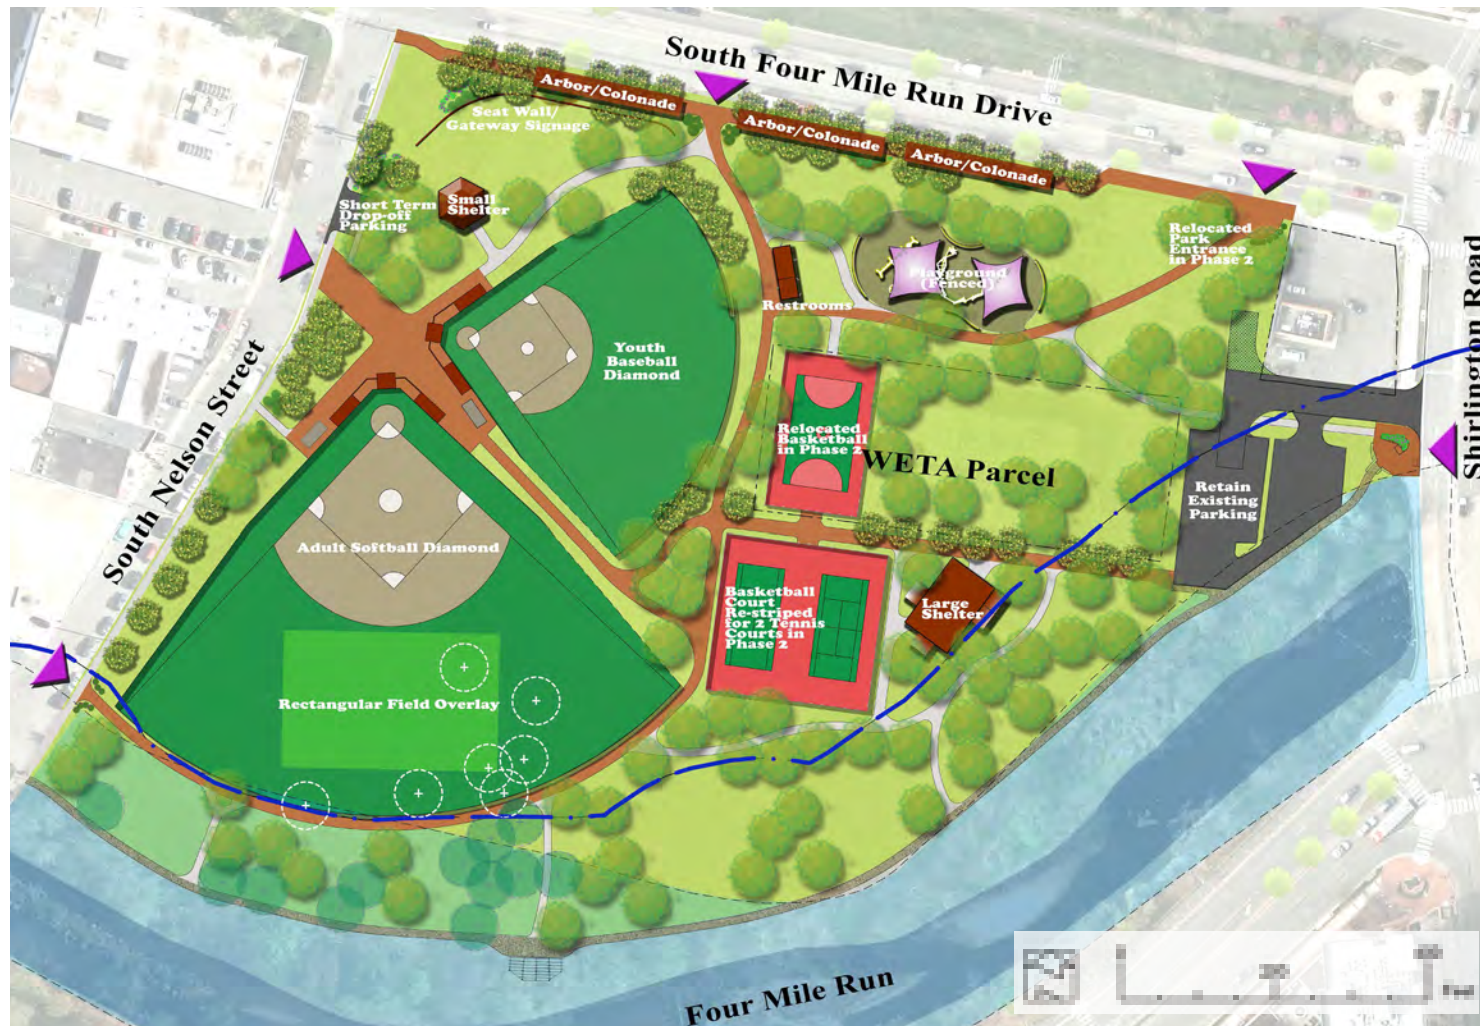 South Four Mile Run Drive
Arbor/Colonade
Seat Wall/
Gateway Signage
Arbor/Colonade
Arbor/Colonade
Short Term
Drop-off
Parking
Small
Shelter
Relocated
Park
Entrance
in Phase 2
Playground
(Fenced)
Restrooms
Shirlington Road
South Nelson Street
Youth
Baseball
Diamond
Relocated
Basketball
in Phase 2
WETA Parcel
Retain
Existing
Parking
Adult Softball Diamond
Basketball
Court
Re-striped
for 2 Tennis
Courts in
Phase 2
Large
Shelter
Rectangular Field Overlay
Four Mile Run